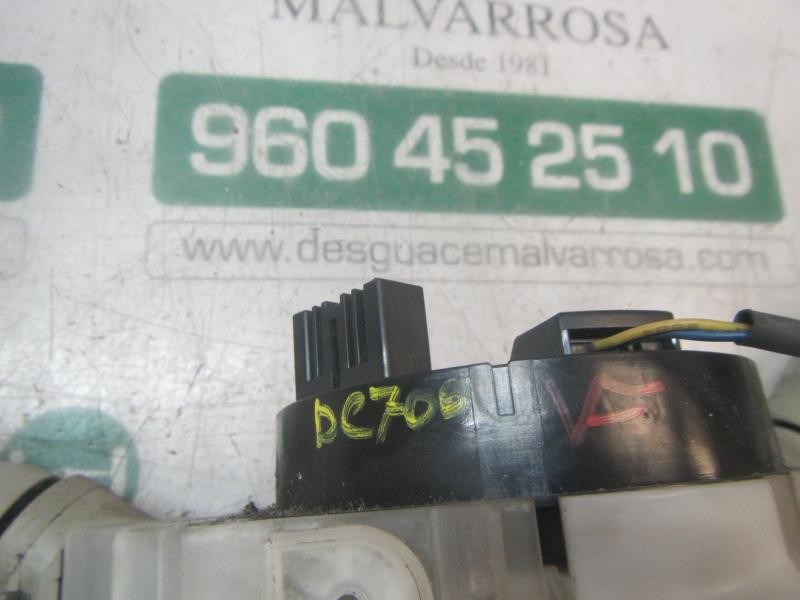 MALVARROSA
Desde 1981
960 45 25 10
www.desguacemalvarrosa.com
DC706